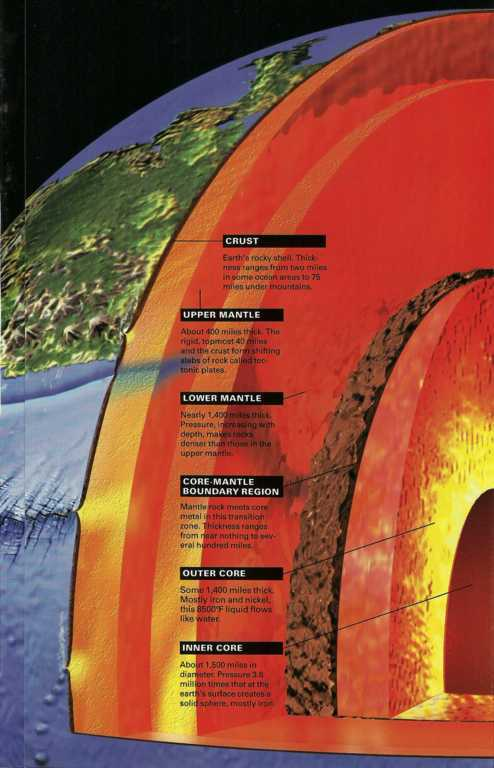 CRUST
Earth's rocky shell. Thick-
ness ranges from two miles
in some ocean areas to 75
miles under mountains.
UPPER MANTLE
About 400 miles thick. The
rigid, topmost 40 miles
and the crust form shifting
slabs of rock called tec-
tonic plates.
LOWER MANTLE
Nearly 1,400 miles thick.
Pressure, increasing with
depth, makes rocks
denser than those in the
upper mantle.
CORE-MANTLE
BOUNDARY REGION
Mantle rock meets core
metal in this transition
zone. Thickness ranges
from near nothing to sev-
eral hundred miles.
OUTER CORE
Some 1,400 miles thick.
Mostly iron and nickel,
this 8500°F liquid flows
like water.
INNER CORE
About 1,500 miles in
diameter. Pressure 3.6
million times that at the
earth's surface creates a
solid sphere, mostly iron.